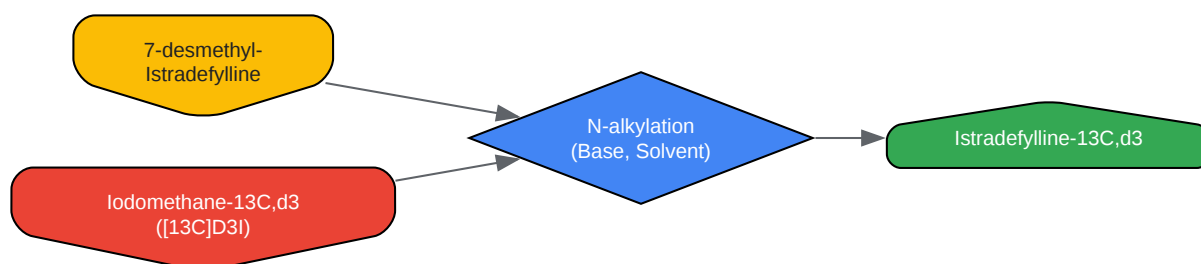 7-desmethyl-
Istradefylline
Iodomethane-13C,d3
([13C]D3I)
N-alkylation
(Base, Solvent)
Istradefylline-13C,d3